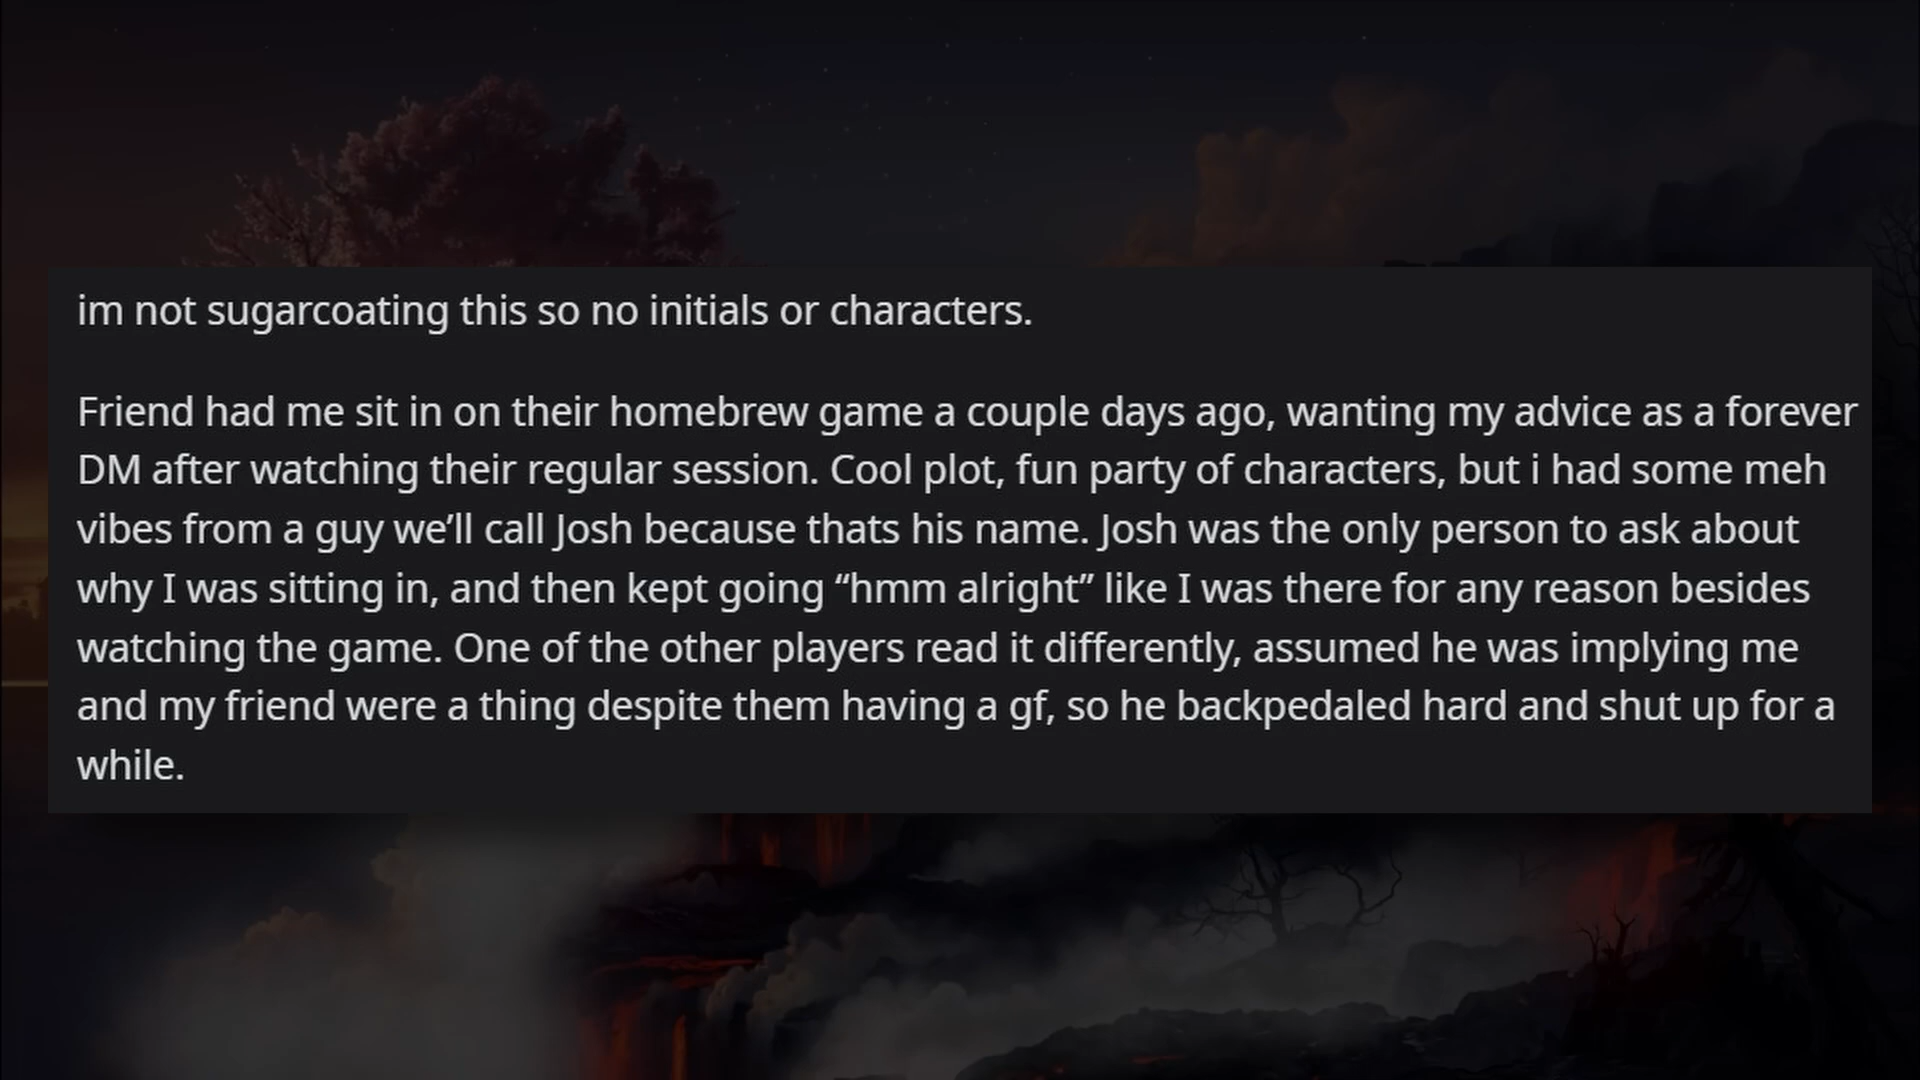 im not sugarcoating this so no initials or characters.
Friend had me sit in on their homebrew game a couple days ago, wanting my advice as a forever
DM after watching their regular session. Cool plot, fun party of characters, but i had some meh
vibes from a guy we’ll call Josh because thats his name. Josh was the only person to ask about
why I was sitting in, and then kept going “hmm alright” like I was there for any reason besides
watching the game. One of the other players read it differently, assumed he was implying me
and my friend were a thing despite them having a gf, so he backpedaled hard and shut up for a
while.